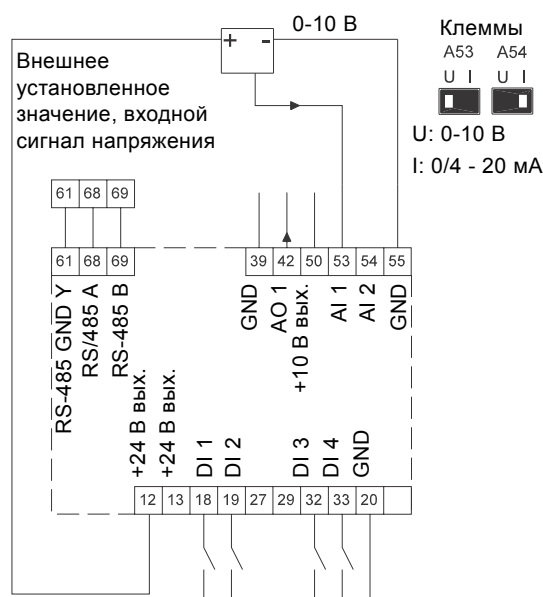 + -
0-10 В
Внешнее
установленное
значение, входной
сигнал напряжения
Клеммы
A53 A54
U I U I
U: 0-10 В
I: 0/4 - 20 мА
61 68 69
61 68 69
39 42 50 53 54 55
RS-485 GND Y
RS/485 A
RS-485 B
GND
AO 1
+10 В вых.
AI 1
AI 2
GND
+24 В вых.
+24 В вых.
DI 1
DI 2
DI 3
DI 4
GND
12 13 18 19 27 29 32 33 20